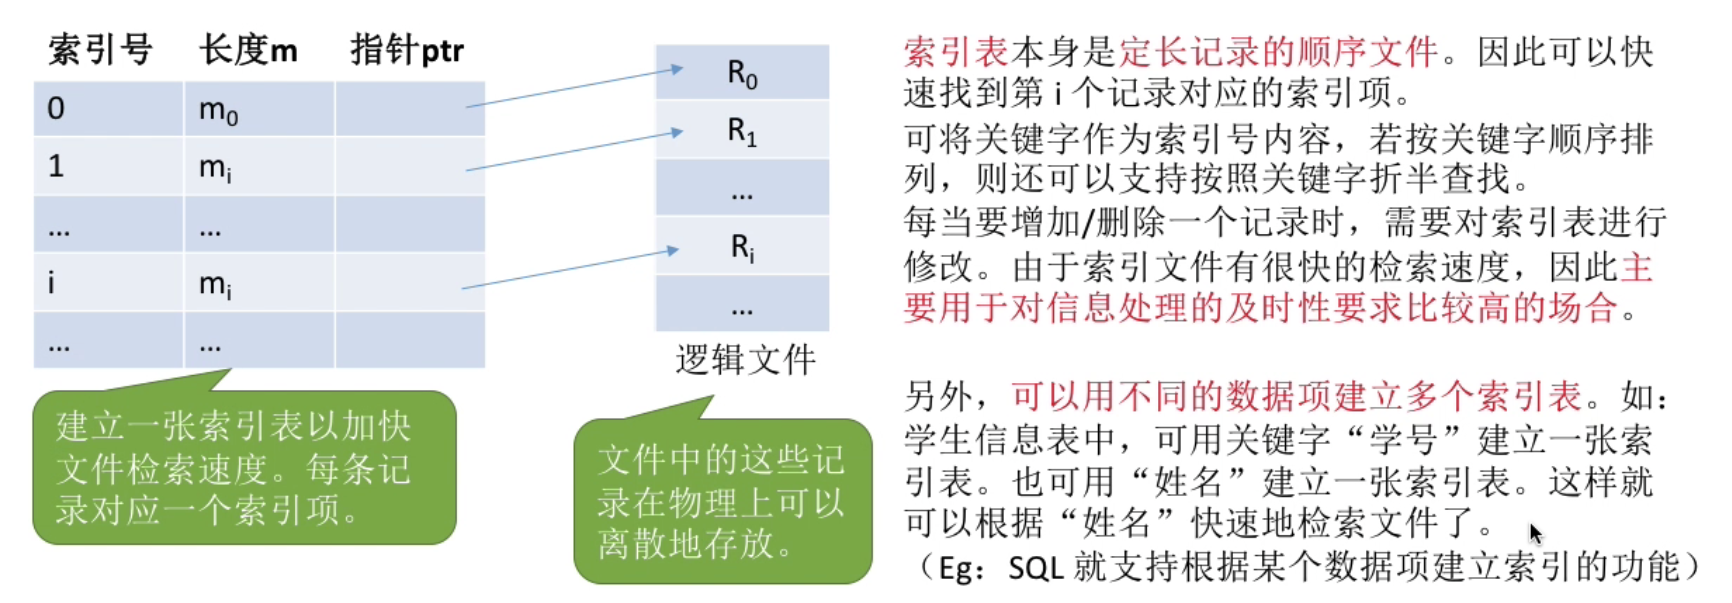 索引号 长度m 指针ptr
0 m0
1 mi
... ...
i mi
... ...
R0
R1
...
Ri
...
逻辑文件
建立一张索引表以加快
文件检索速度。每条记
录对应一个索引项。
文件中的这些记
录在物理上可以
离散地存放。
索引表本身是定长记录的顺序文件。因此可以快
速找到第 i 个记录对应的索引项。
可将关键字作为索引号内容，若按关键字顺序排
列，则还可以支持按照关键字折半查找。
每当要增加/删除一个记录时，需要对索引表进行
修改。由于索引文件有很快的检索速度，因此主
要用于对信息处理的及时性要求比较高的场合。
另外，可以用不同的数据项建立多个索引表。如：
学生信息表中，可用关键字“学号”建立一张索
引表。也可用“姓名”建立一张索引表。这样就
可以根据“姓名”快速地检索文件了。
（Eg：SQL 就支持根据某个数据项建立索引的功能）